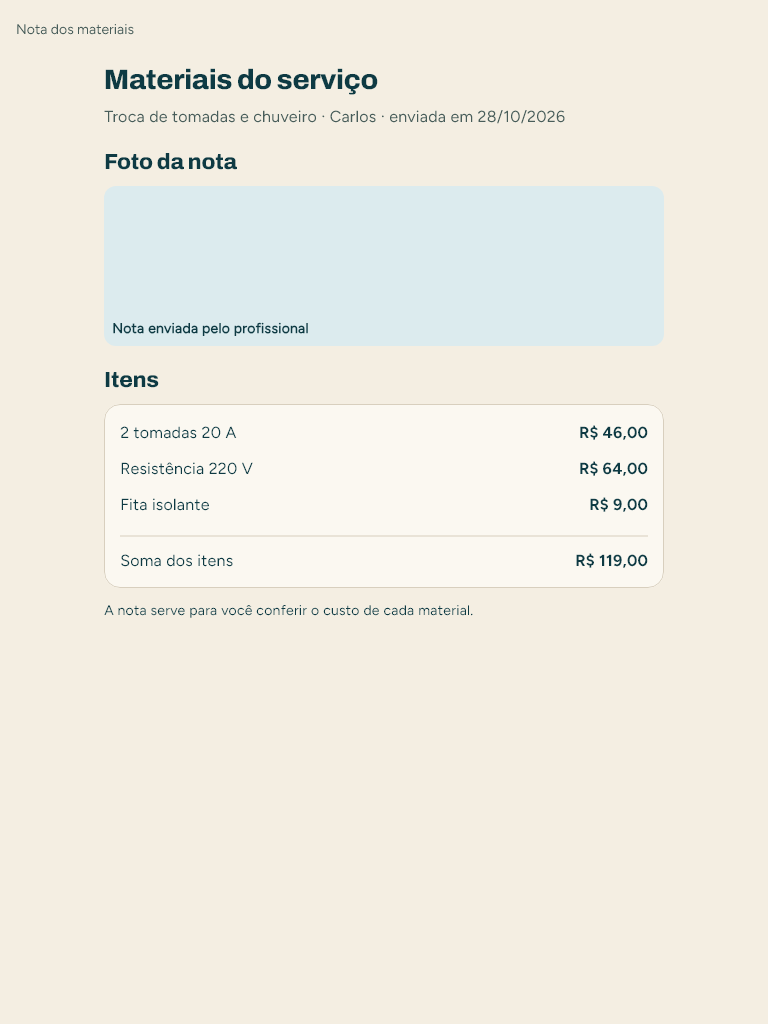 Nota dos materiais
Materiais do serviço
Troca de tomadas e chuveiro · Carlos · enviada em 28/10/2026
Foto da nota
Nota enviada pelo profissional
Itens
2 tomadas 20 A R$ 46,00
Resistência 220 V R$ 64,00
Fita isolante R$ 9,00
Soma dos itens R$ 119,00
A nota serve para você conferir o custo de cada material.